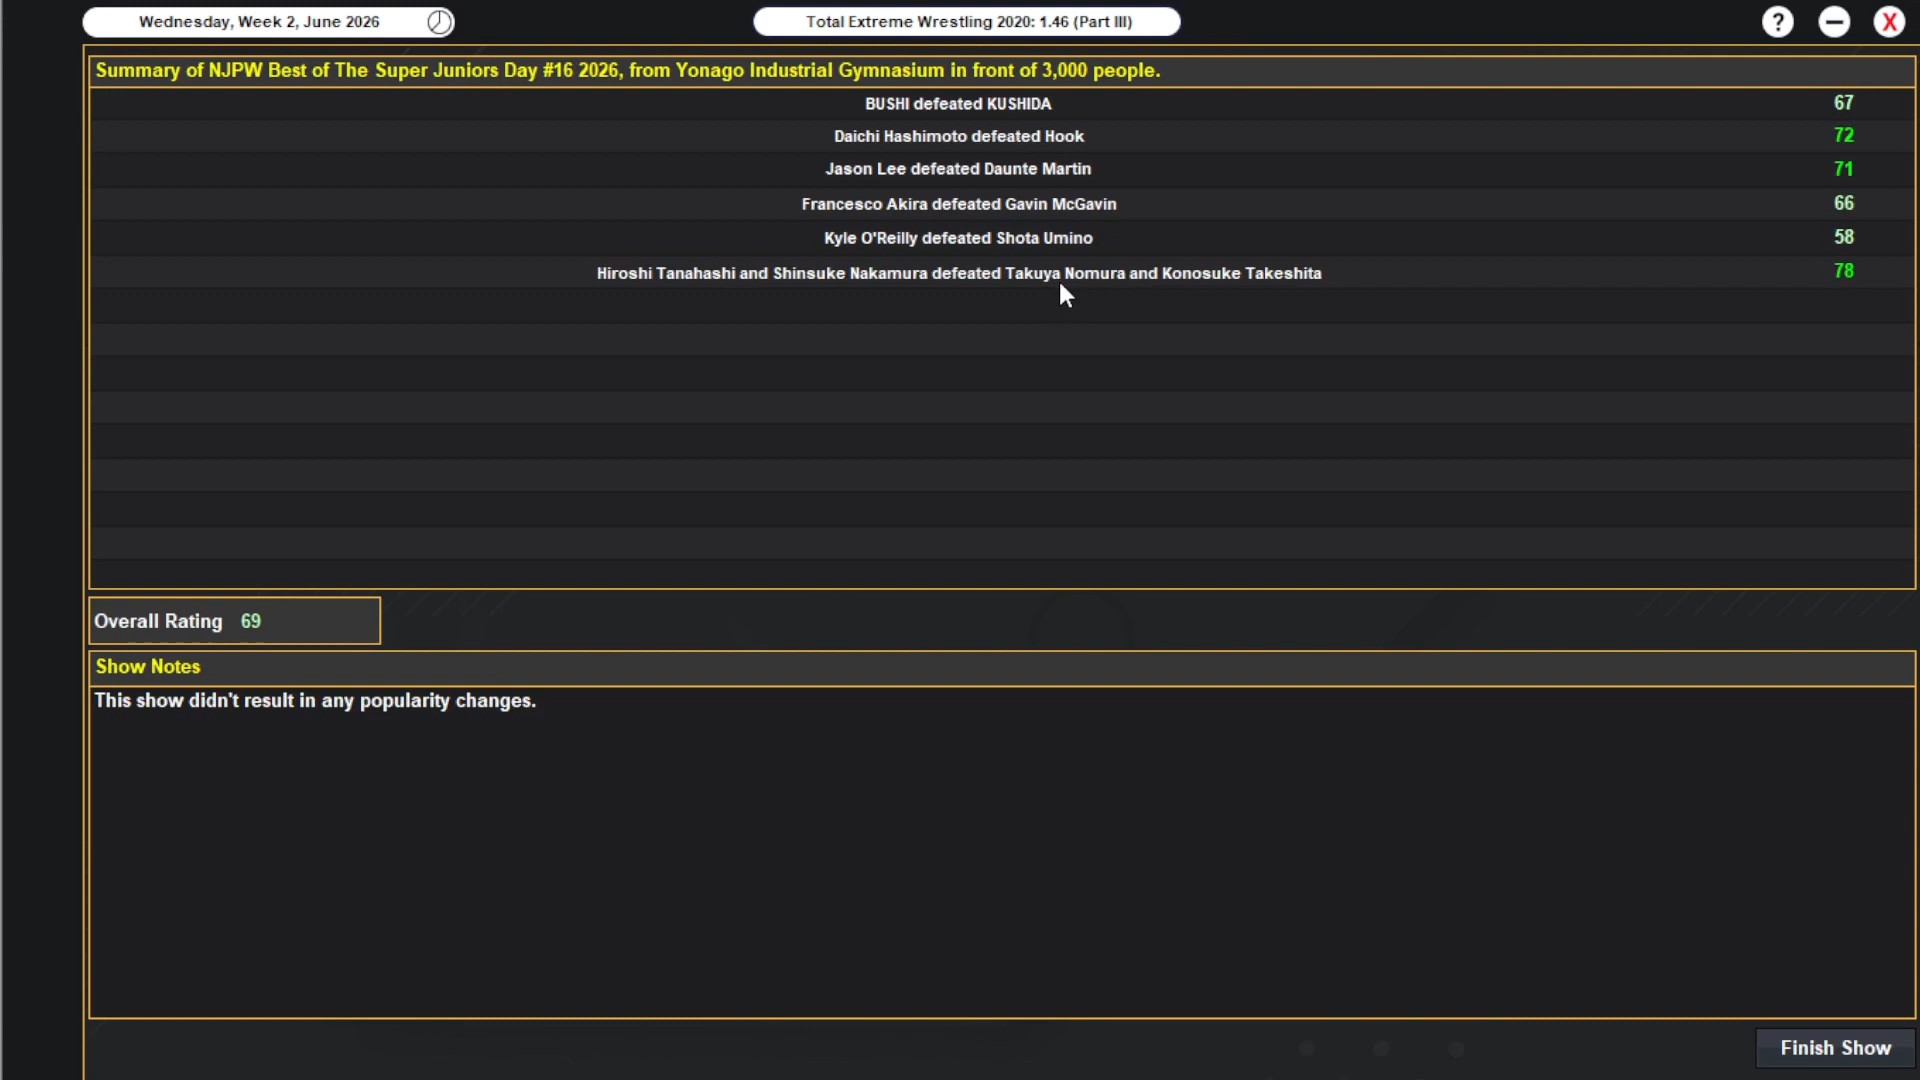 Wednesday, Week 2, June 2026
Total Extreme Wrestling 2020: 1.46 (Part III)
?
X
Summary of NJPW Best of The Super Juniors Day #16 2026, from Yonago Industrial Gymnasium in front of 3,000 people.
BUSHI defeated KUSHIDA 67
Daichi Hashimoto defeated Hook 72
Jason Lee defeated Daunte Martin 71
Francesco Akira defeated Gavin McGavin 66
Kyle O'Reilly defeated Shota Umino 58
Hiroshi Tanahashi and Shinsuke Nakamura defeated Takuya Nomura and Konosuke Takeshita 78
Overall Rating 69
Show Notes
This show didn't result in any popularity changes.
Finish Show